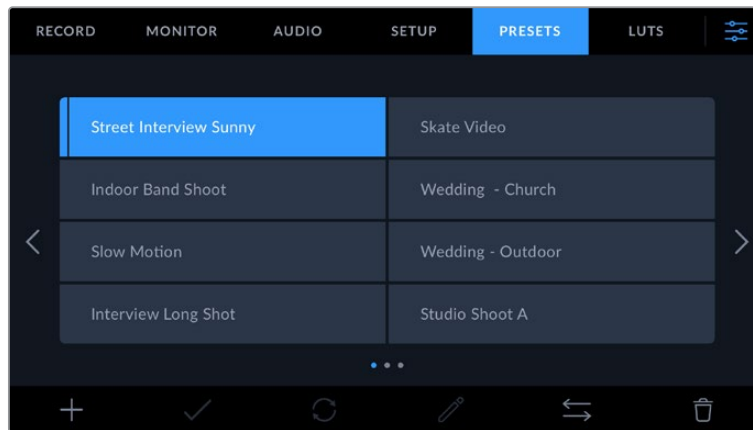 RECORD MONITOR AUDIO SETUP PRESETS LUTS
Street Interview Sunny Skate Video
Indoor Band Shoot Wedding - Church
Slow Motion Wedding - Outdoor
Interview Long Shot Studio Shoot A